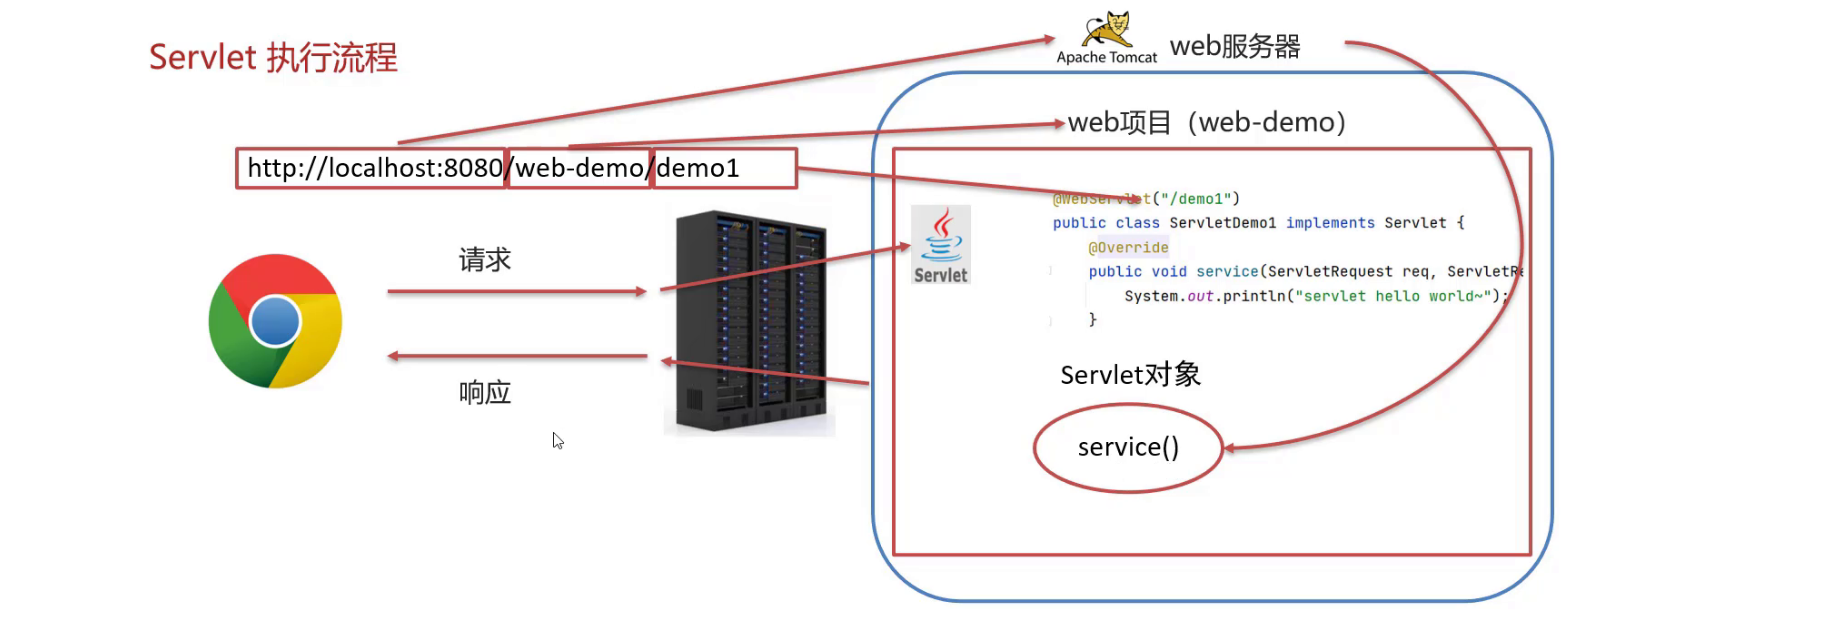 Servlet 执行流程
Apache Tomcat
web服务器
web项目（web-demo）
http://localhost:8080/web-demo/demo1
请求
响应
Servlet
@WebServlet("/demo1")
public class ServletDemo1 implements Servlet {
@Override
public void service(ServletRequest req, ServletRe
System.out.println("servlet hello world~");
}
Servlet对象
service()